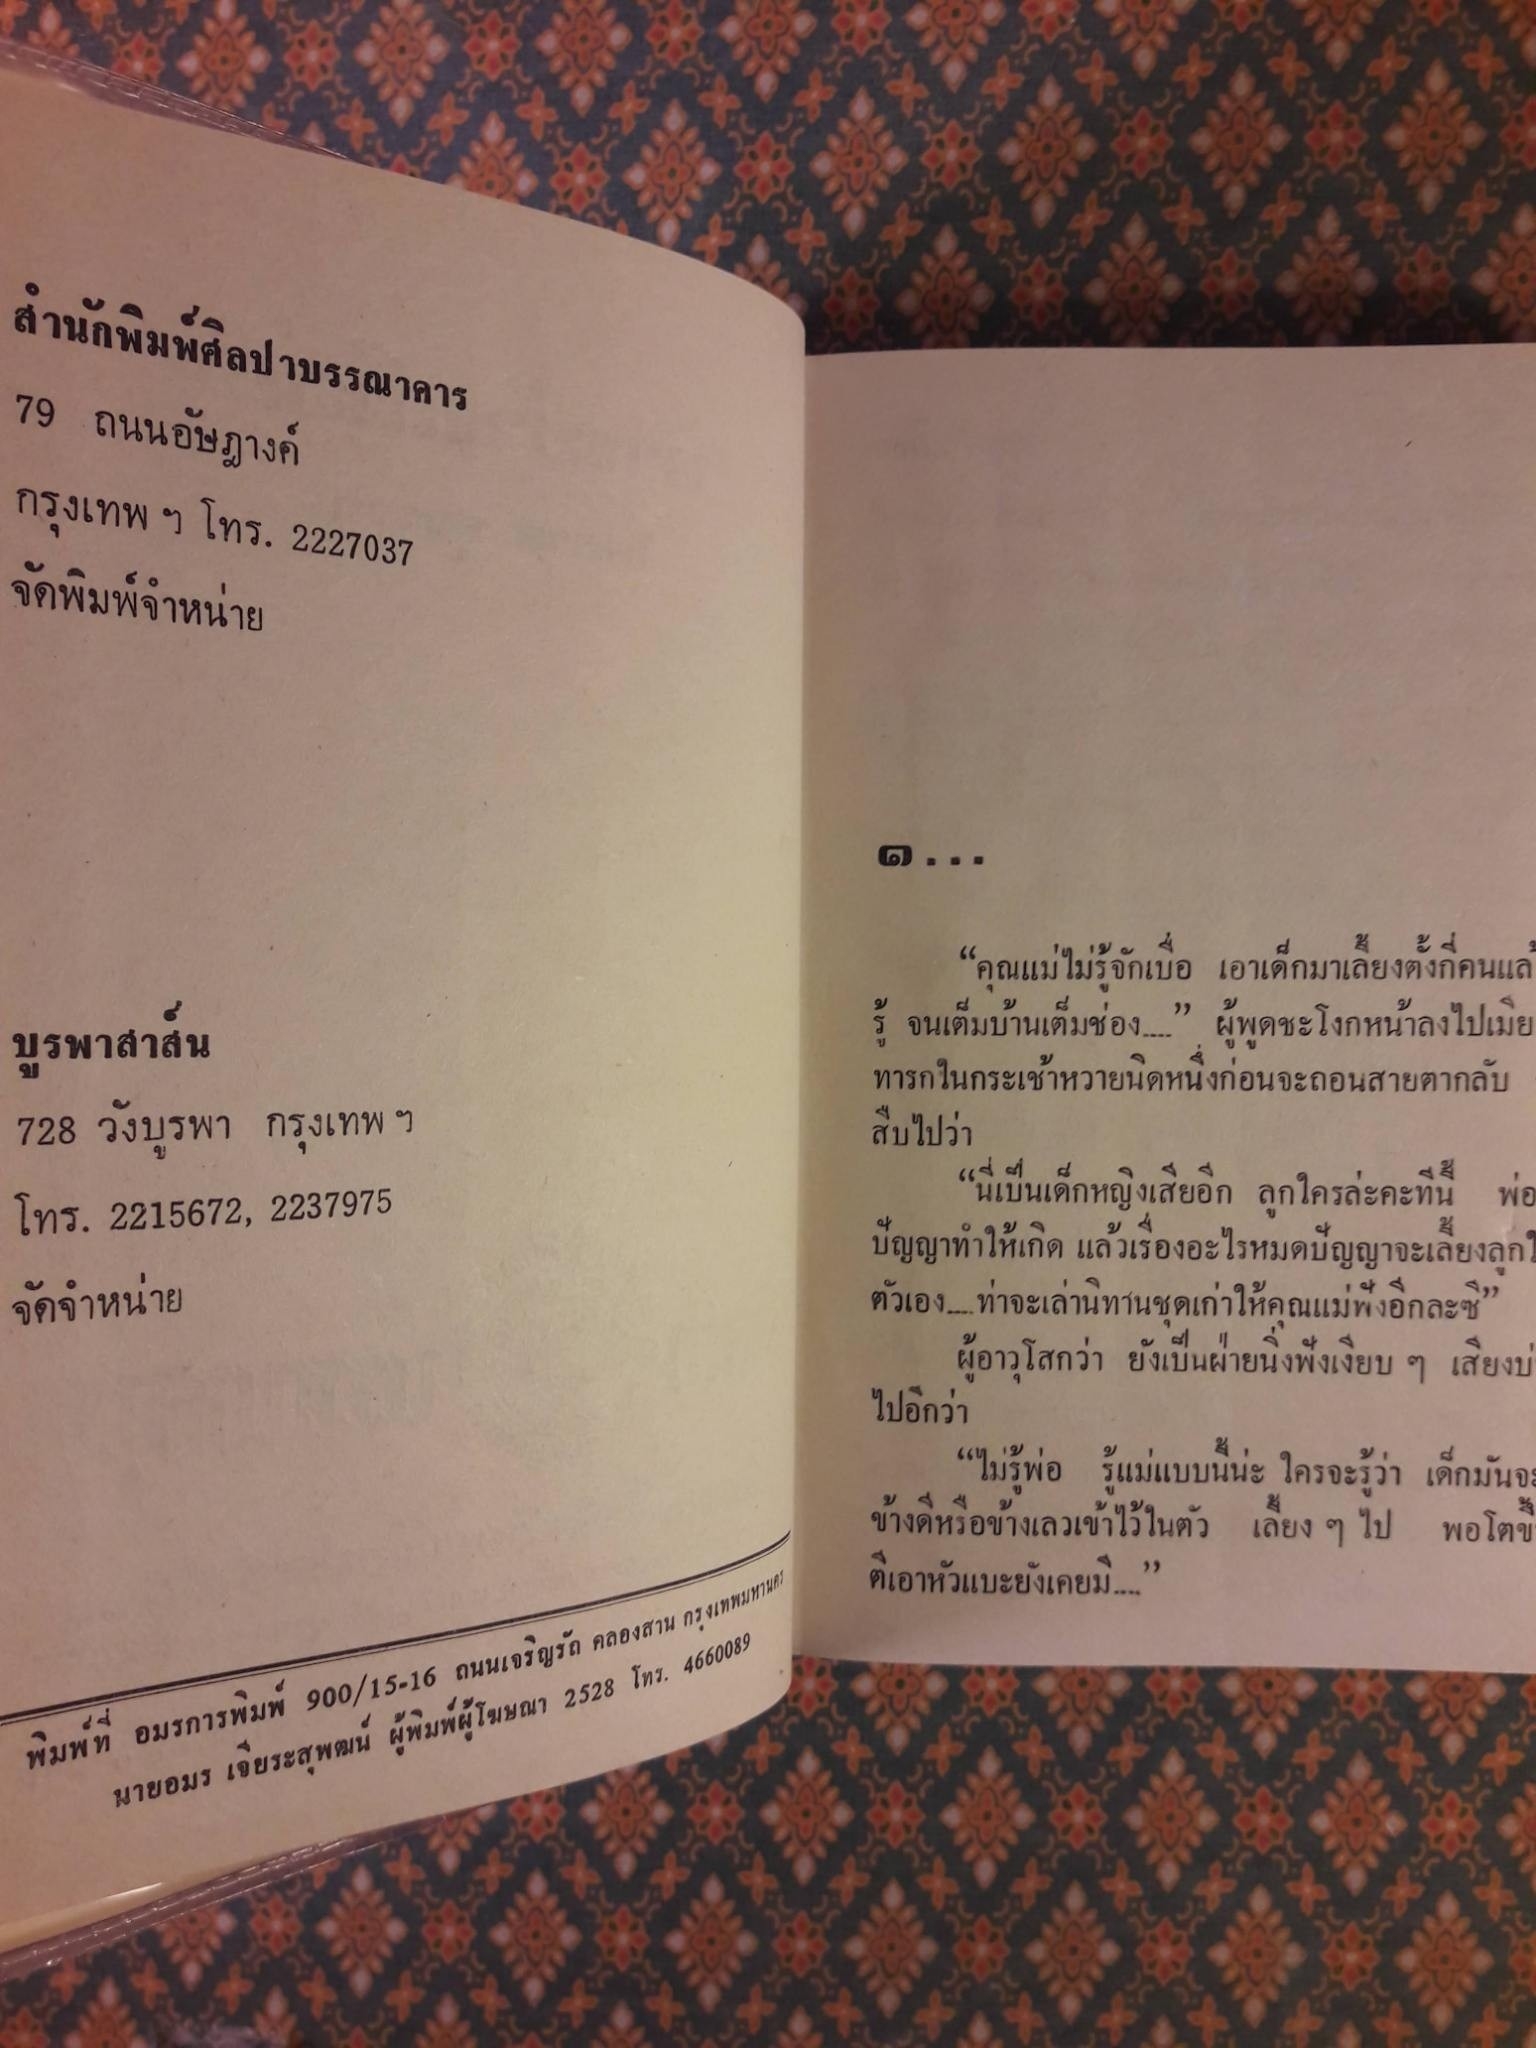 สำนักพิมพ์ศิลปาบรรณาคาร
79 ถนนอัษฎางค์
กรุงเทพ ฯ โทร. 2227037
จัดพิมพ์จำหน่าย
บูรพาสาส์น
728 วังบูรพา กรุงเทพ ฯ
โทร. 2215672, 2237975
จัดจำหน่าย
พิมพ์ที่ อมรการพิมพ์ 900/15-16 ถนนเจริญรัถ คลองสาน กรุงเทพมหานคร
นายอมร เจียระสุพฒน์ ผู้พิมพ์ผู้โฆษณา 2528 โทร. 4660089
๑...
“คุณแม่ไม่รู้จักเบื่อ เอาเด็กมาเลี้ยงตั้งกี่คนแล้
รู้ จนเต็มบ้านเต็มช่อง....” ผู้พูดชะโงกหน้าลงไปเมีย
ทารกในกระเช้าหวายนิดหนึ่งก่อนจะถอนสายตากลับ
สืบไปว่า
“นี่เป็นเด็กหญิงเสียอีก ลูกใครล่ะคะทีนี้ พ่อ
ปัญญาทำให้เกิด แล้วเรื่องอะไรหมดปัญญาจะเลี้ยงลูกใ
ตัวเอง....ท่าจะเล่านิทานชุดเก่าให้คุณแม่ฟังอีกละซี”
ผู้อาวุโสกว่า ยังเป็นฝ่ายนิ่งฟังเงียบ ๆ เสียงบ่
ไปอีกว่า
“ไม่รู้พ่อ รู้แม่แบบนี้น่ะ ใครจะรู้ว่า เด็กมันจะ
ข้างดีหรือข้างเลวเข้าไว้ในตัว เลี้ยง ๆ ไป พอโตขึ้
ตีเอาหัวแบะยังเคยมี....”